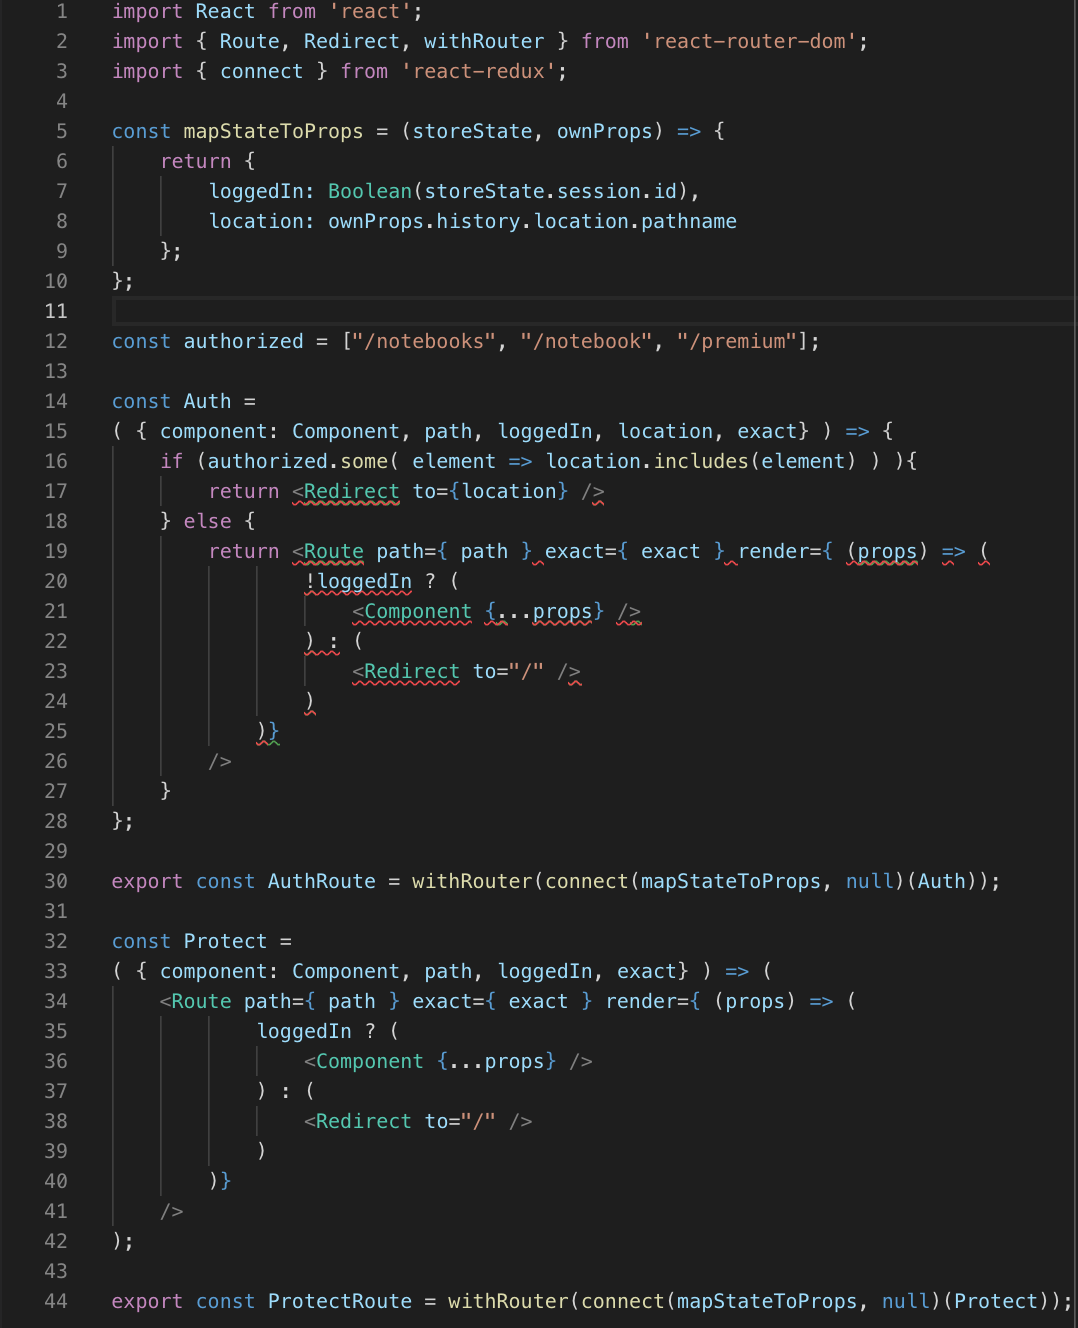 1 import React from 'react';
2 import { Route, Redirect, withRouter } from 'react-router-dom';
3 import { connect } from 'react-redux';
4
5 const mapStateToProps = (storeState, ownProps) => {
6     return {
7         loggedIn: Boolean(storeState.session.id),
8         location: ownProps.history.location.pathname
9     };
10 };
11
12 const authorized = ["/notebooks", "/notebook", "/premium"];
13
14 const Auth =
15 ( { component: Component, path, loggedIn, location, exact} ) => {
16     if (authorized.some( element => location.includes(element) ) ){
17         return <Redirect to={location} />
18     } else {
19         return <Route path={ path } exact={ exact } render={ (props) => (
20                 !loggedIn ? (
21                     <Component {...props} />
22                 ) : (
23                     <Redirect to="/" />
24                 )
25             )}
26         />
27     }
28 };
29
30 export const AuthRoute = withRouter(connect(mapStateToProps, null)(Auth));
31
32 const Protect =
33 ( { component: Component, path, loggedIn, exact} ) => (
34     <Route path={ path } exact={ exact } render={ (props) => (
35             loggedIn ? (
36                 <Component {...props} />
37             ) : (
38                 <Redirect to="/" />
39             )
40         )}
41     />
42 );
43
44 export const ProtectRoute = withRouter(connect(mapStateToProps, null)(Protect));